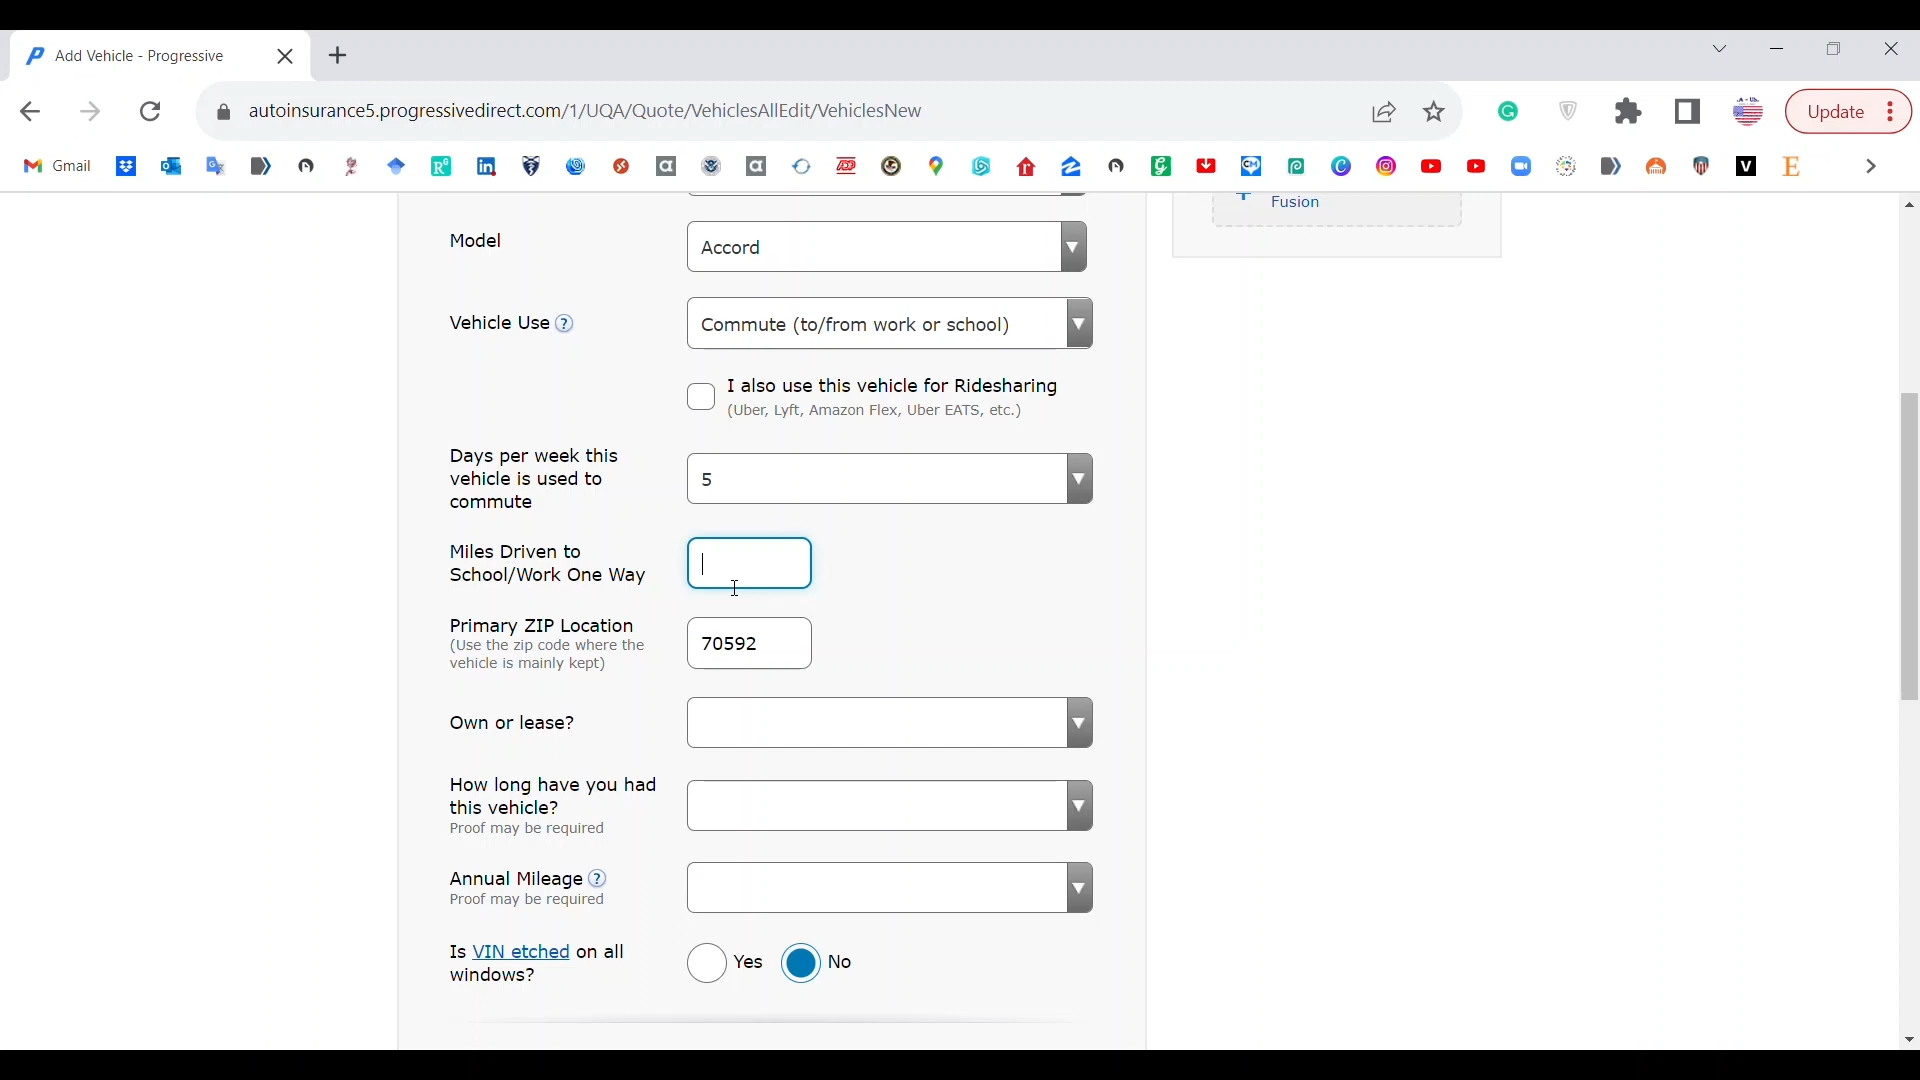 Add Vehicle - Progressive
autoinsurance5.progressivedirect.com/1/UQA/Quote/VehiclesAllEdit/VehiclesNew
Update
Gmail
Fusion
Model
Accord
Vehicle Use
Commute (to/from work or school)
I also use this vehicle for Ridesharing
(Uber, Lyft, Amazon Flex, Uber EATS, etc.)
Days per week this
vehicle is used to
commute
5
Miles Driven to
School/Work One Way
Primary ZIP Location
(Use the zip code where the
vehicle is mainly kept)
70592
Own or lease?
How long have you had
this vehicle?
Proof may be required
Annual Mileage
Proof may be required
Is VIN etched on all
windows?
Yes
No